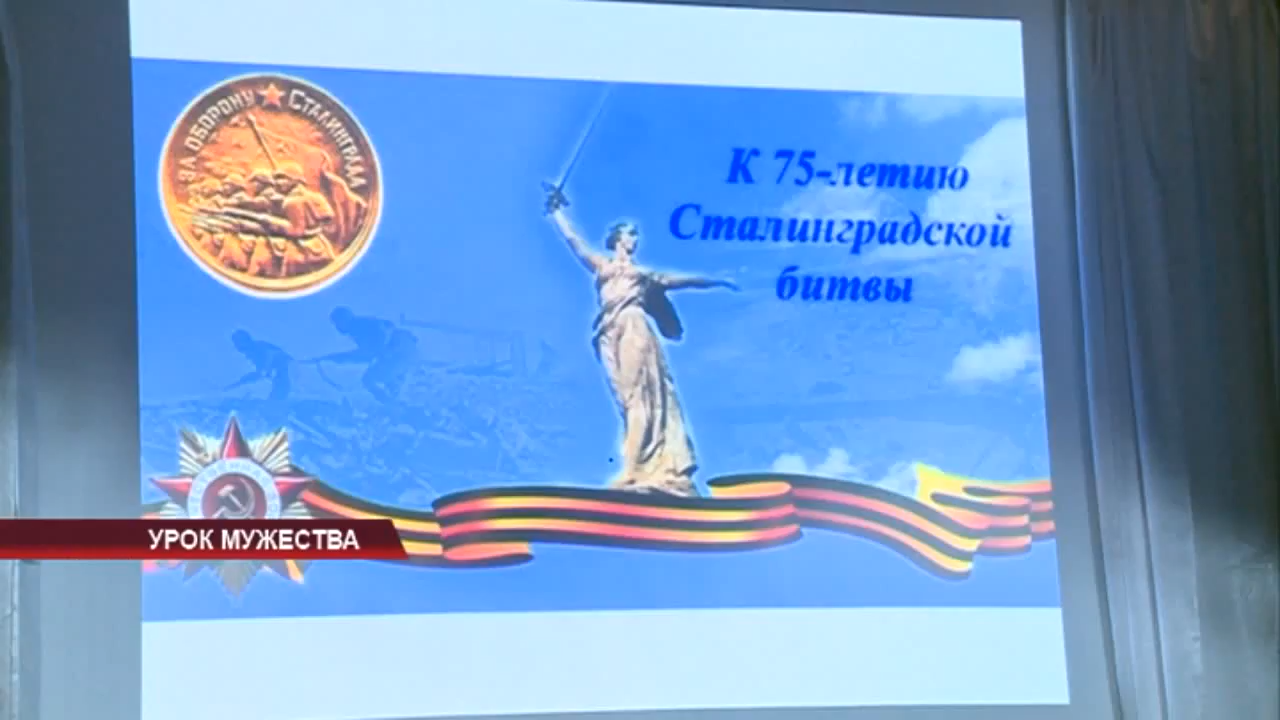 ЗА ОБОРОНУ СТАЛИНГРАДА
К 75-летию
Сталинградской
битвы
УРОК МУЖЕСТВА